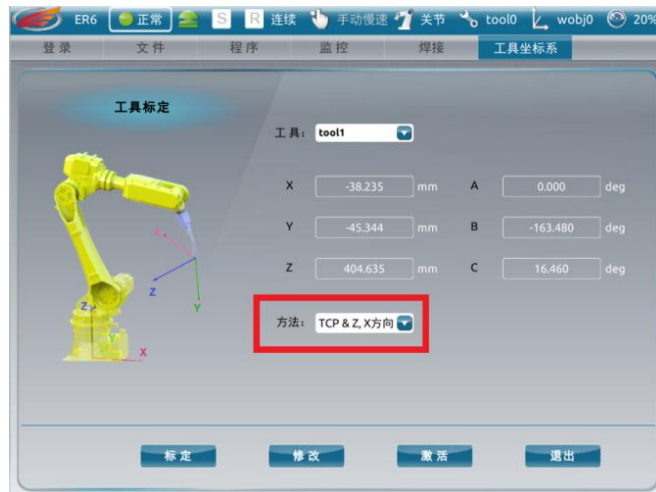 ER6 正常 S R 连续 手动慢速 关节 tool0 wobj0 20%
登录 文件 程序 监控 焊接 工具坐标系
工具标定
工具: tool1
X -38.235 mm A 0.000 deg
Y -45.344 mm B -163.480 deg
Z 404.635 mm C 16.460 deg
方法: TCP & Z, X方向
X
Z
Y
Z
Y
X
标定 修改 激活 退出